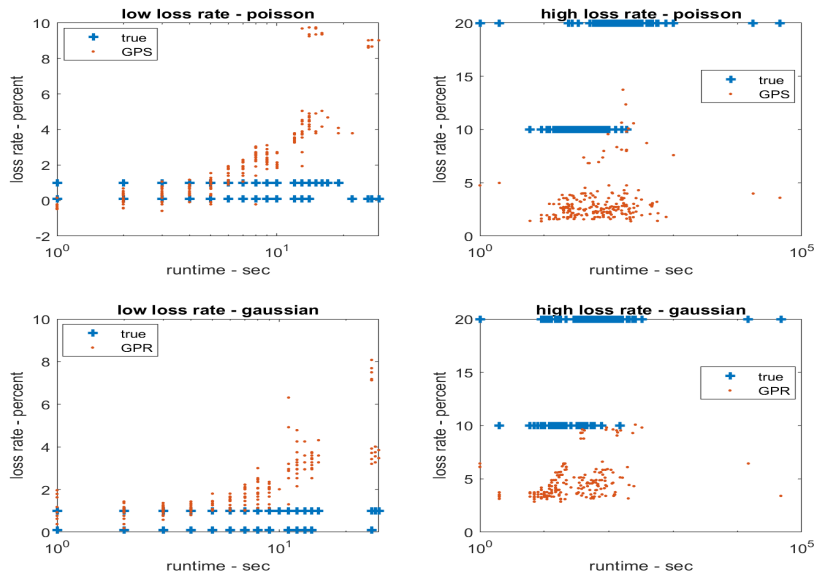 low loss rate - poisson
10
8
6
4
2
0
-2
loss rate - percent
true
GPS
10^0
10^1
runtime - sec
high loss rate - poisson
20
15
10
5
0
loss rate - percent
true
GPS
10^0
10^5
runtime - sec
low loss rate - gaussian
10
8
6
4
2
0
loss rate - percent
true
GPR
10^0
10^1
runtime - sec
high loss rate - gaussian
20
15
10
5
0
loss rate - percent
true
GPR
10^0
10^5
runtime - sec